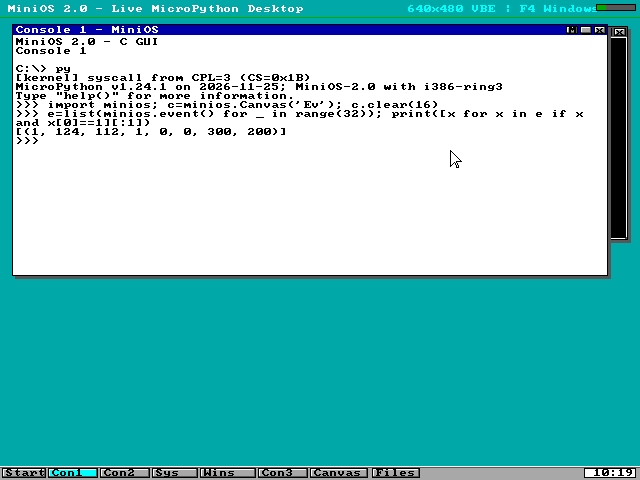 MiniOS 2.0 - Live MicroPython Desktop
640x480 VBE | F4 Windows
Console 1 - MiniOS
MiniOS 2.0 - C GUI
Console 1
C:\> py
[kernel] syscall from CPL=3 (CS=0x1B)
MicroPython v1.24.1 on 2026-11-25; MiniOS-2.0 with i386-ring3
Type "help()" for more information.
>>> import minios; c=minios.Canvas('Ev'); c.clear(16)
>>> e=list(minios.event() for _ in range(32)); print([x for x in e if x
and x[0]==1][:1])
[(1, 124, 112, 1, 0, 0, 300, 200)]
>>>
Start Con1 Con2 Sys Wins Con3 Canvas Files 10:19